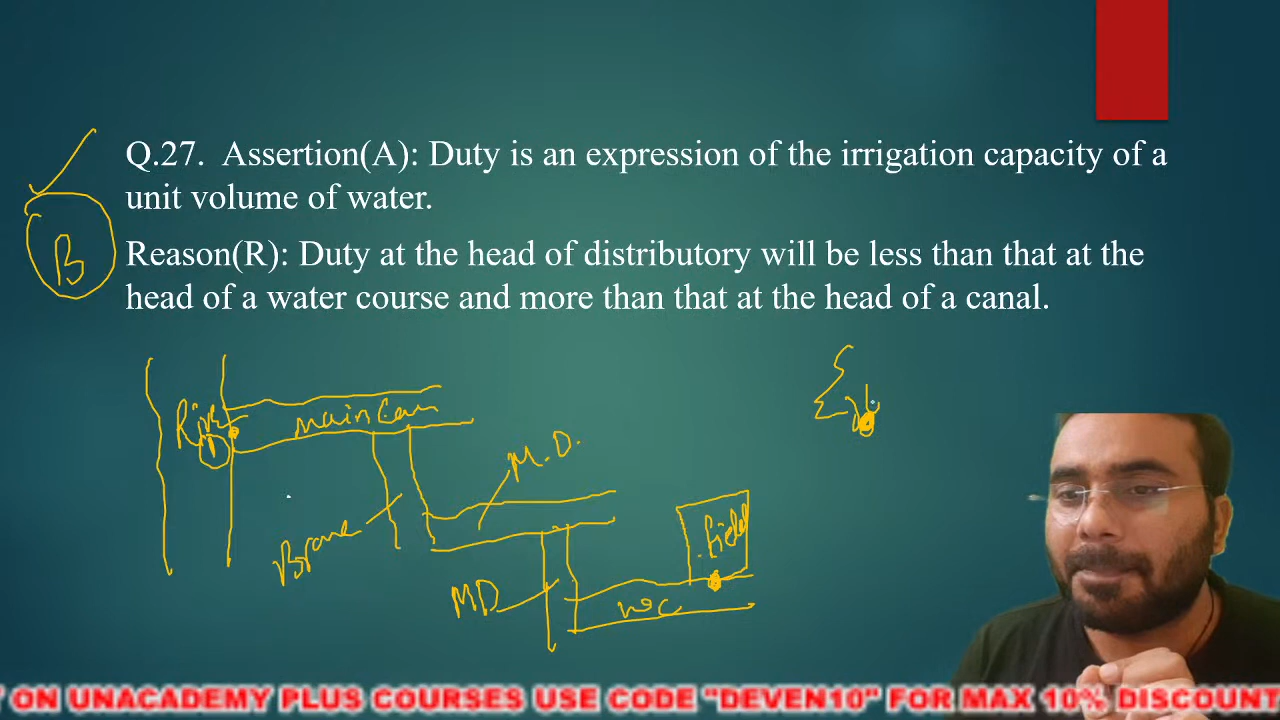 Q.27. Assertion(A): Duty is an expression of the irrigation capacity of a
unit volume of water.
Reason(R): Duty at the head of distributory will be less than that at the
head of a water course and more than that at the head of a canal.
B
River
Main Can
M.D.
Branc
field
MD
WC
ON UNACADEMY PLUS COURSES USE CODE "DEVEN10" FOR MAX 10% DISCOUNT